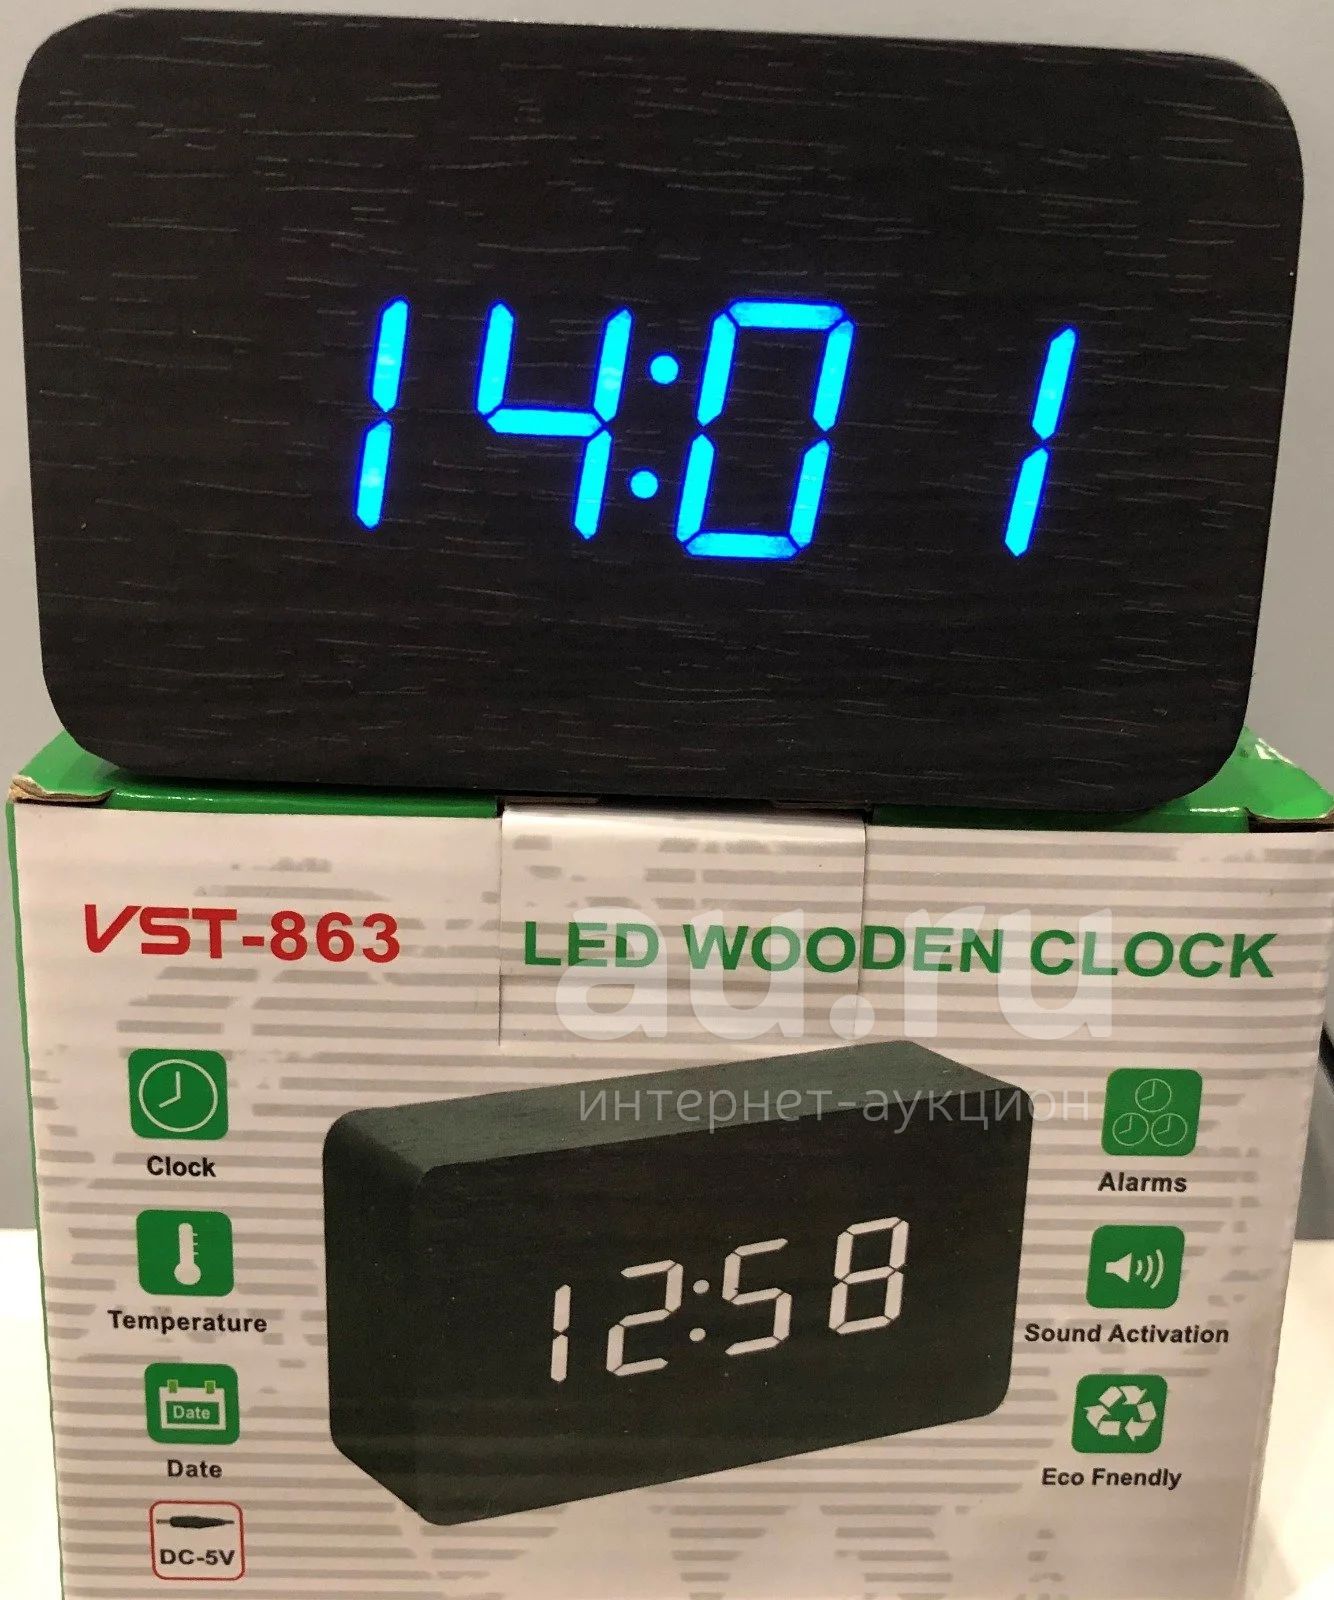 14:01
VST-863
LED WOODEN CLOCK
au.ru
интернет-аукцион
Clock
Alarms
12:58
Temperature
Sound Activation
Date
Date
Eco Fnendly
DC-5V